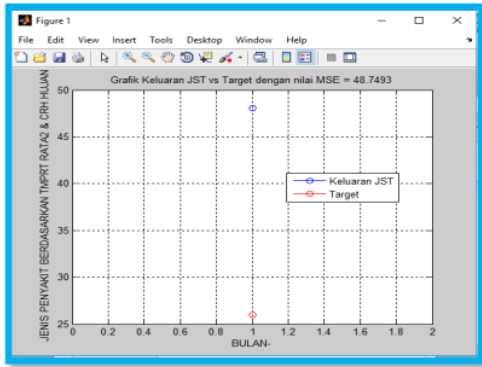 Figure 1
File Edit View Insert Tools Desktop Window Help
Grafik Keluaran JST vs Target dengan nilai MSE = 48.7493
JENIS PENYAKIT BERDASARKAN TMPRT RATA2 & CRH HUJAN
50
45
40
35
30
25
Keluaran JST
Target
0 0.2 0.4 0.6 0.8 1 1.2 1.4 1.6 1.8 2
BULAN-